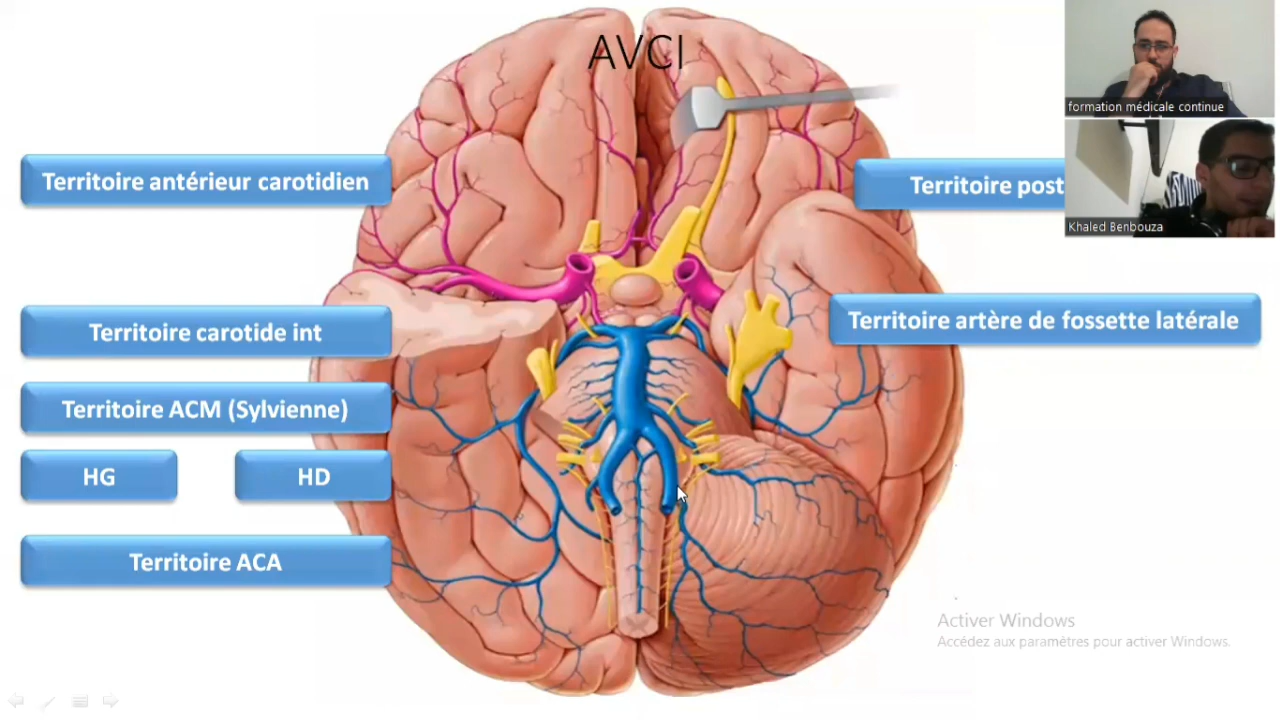 AVCI
formation médicale continue
Territoire antérieur carotidien
Territoire post
Khaled Benbouza
Territoire carotide int
Territoire artère de fossette latérale
Territoire ACM (Sylvienne)
HG
HD
Territoire ACA
Activer Windows
Accédez aux paramètres pour activer Windows.